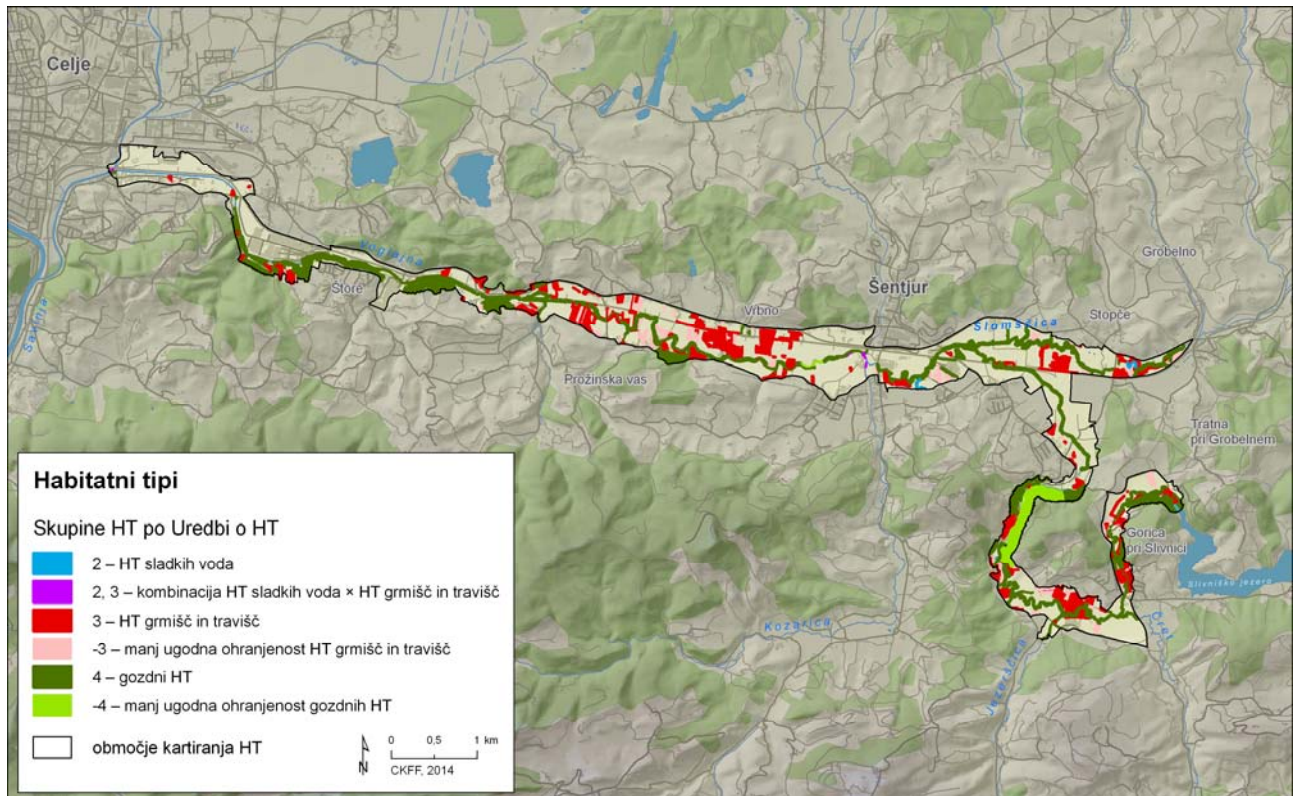 Celje
Voglajna
Štore
Savinja
Vrbno
Šentjur
Grobelno
Slomščica
Stopče
Prožinska vas
Tratna
pri Grobelnem
Gorica
pri Slivnici
Slivniško jezero
Kozarica
Jezerščica
Čret
Habitatni tipi
Skupine HT po Uredbi o HT
2 – HT sladkih voda
2, 3 – kombinacija HT sladkih voda × HT grmišč in travišč
3 – HT grmišč in travišč
-3 – manj ugodna ohranjenost HT grmišč in travišč
4 – gozdni HT
-4 – manj ugodna ohranjenost gozdnih HT
območje kartiranja HT
N
0 0,5 1 km
CKFF, 2014